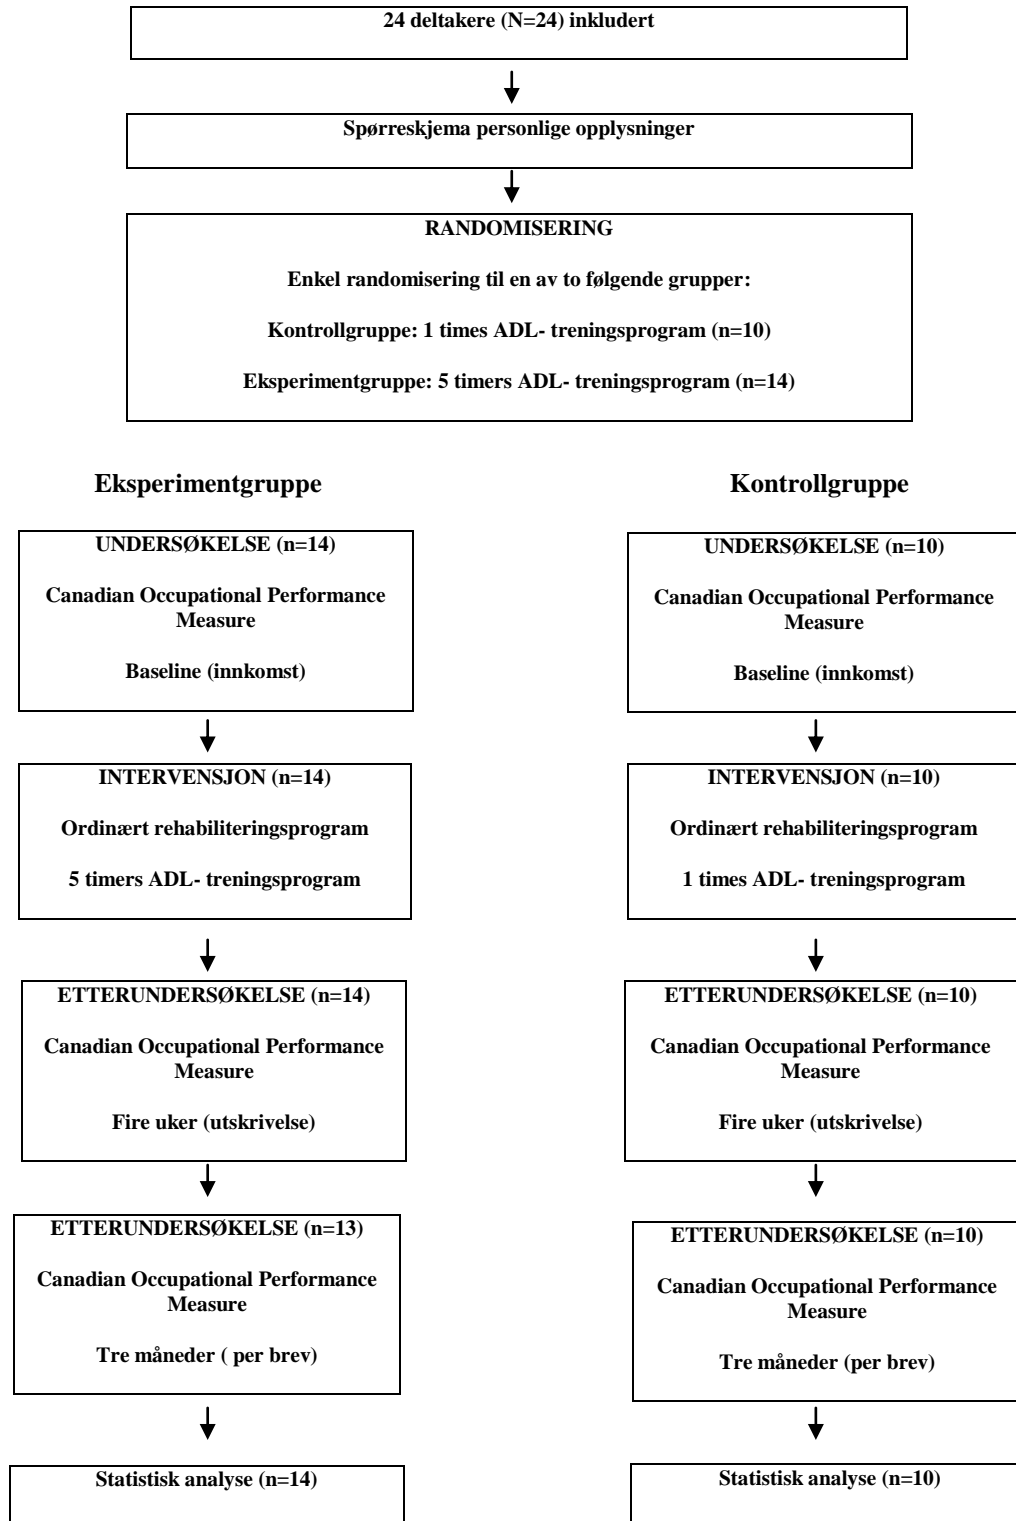 24 deltakere (N=24) inkludert
Spørreskjema personlige opplysninger
RANDOMISERING
Enkel randomisering til en av to følgende grupper:
Kontrollgruppe: 1 times ADL- treningsprogram (n=10)
Eksperimentgruppe: 5 timers ADL- treningsprogram (n=14)
Eksperimentgruppe
UNDERSØKELSE (n=14)
Canadian Occupational Performance
Measure
Baseline (innkomst)
INTERVENSJON (n=14)
Ordinært rehabiliteringsprogram
5 timers ADL- treningsprogram
ETTERUNDERSØKELSE (n=14)
Canadian Occupational Performance
Measure
Fire uker (utskrivelse)
ETTERUNDERSØKELSE (n=13)
Canadian Occupational Performance
Measure
Tre måneder ( per brev)
Statistisk analyse (n=14)
Kontrollgruppe
UNDERSØKELSE (n=10)
Canadian Occupational Performance
Measure
Baseline (innkomst)
INTERVENSJON (n=10)
Ordinært rehabiliteringsprogram
1 times ADL- treningsprogram
ETTERUNDERSØKELSE (n=10)
Canadian Occupational Performance
Measure
Fire uker (utskrivelse)
ETTERUNDERSØKELSE (n=10)
Canadian Occupational Performance
Measure
Tre måneder (per brev)
Statistisk analyse (n=10)